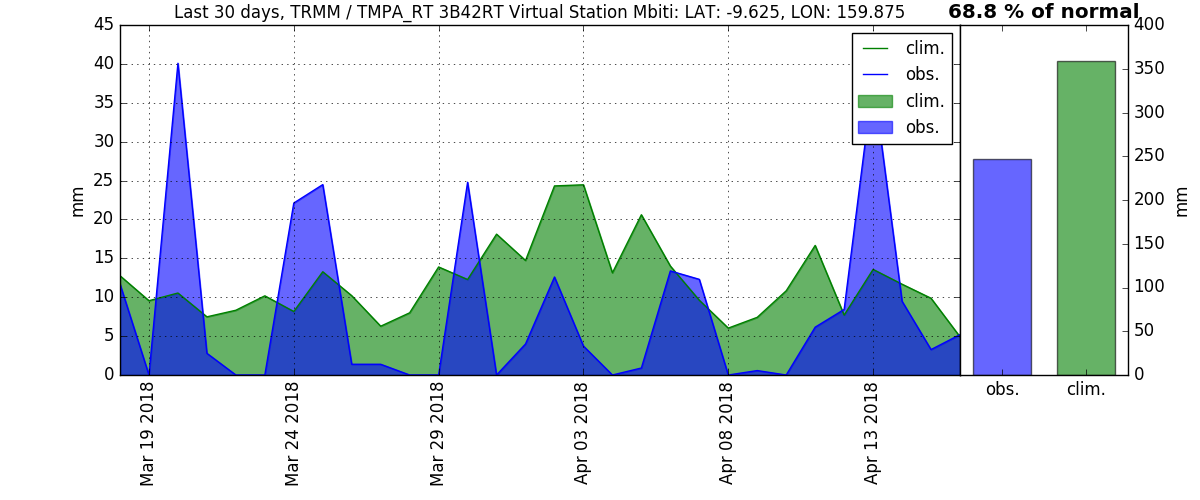 Last 30 days, TRMM / TMPA_RT 3B42RT Virtual Station Mbiti: LAT: -9.625, LON: 159.875
68.8 % of normal
45
40
35
30
25
20
15
10
5
0
mm
clim.
obs.
clim.
obs.
Mar 19 2018
Mar 24 2018
Mar 29 2018
Apr 03 2018
Apr 08 2018
Apr 13 2018
400
350
300
250
200
150
100
50
0
mm
obs.
clim.